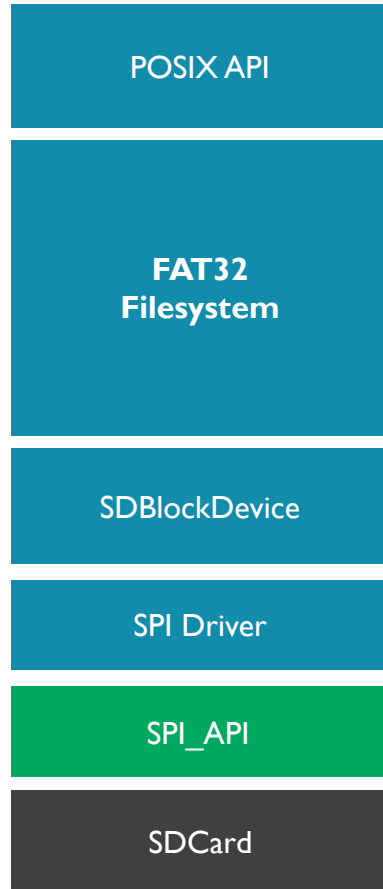 POSIX API
FAT32
Filesystem
SDBlockDevice
SPI Driver
SPI_API
SDCard